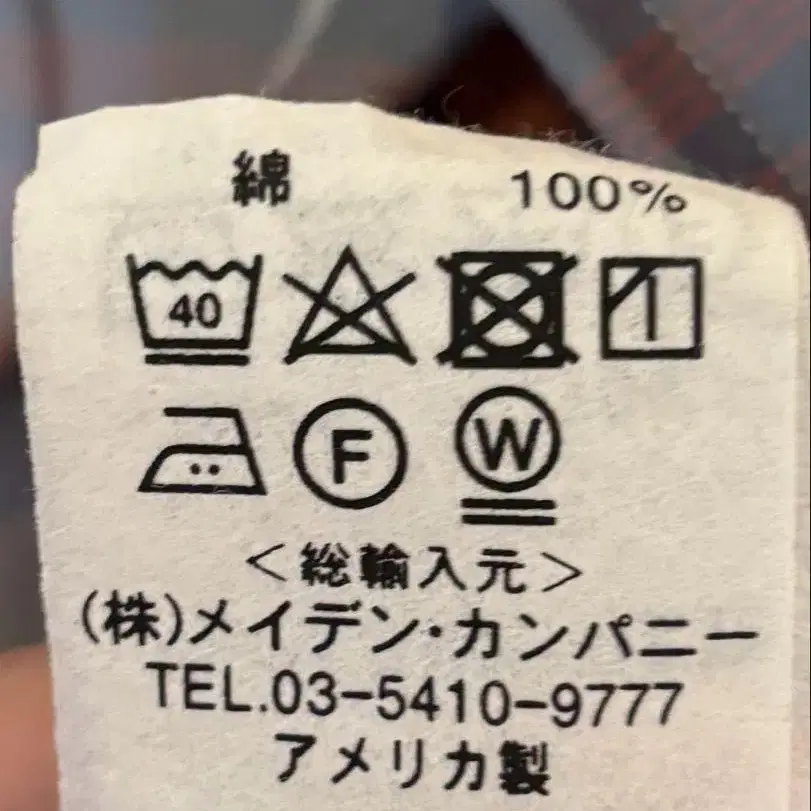 綿 100%
40
F W
<総輸入元>
(株)メイデン・カンパニー
TEL.03-5410-9777
アメリカ製